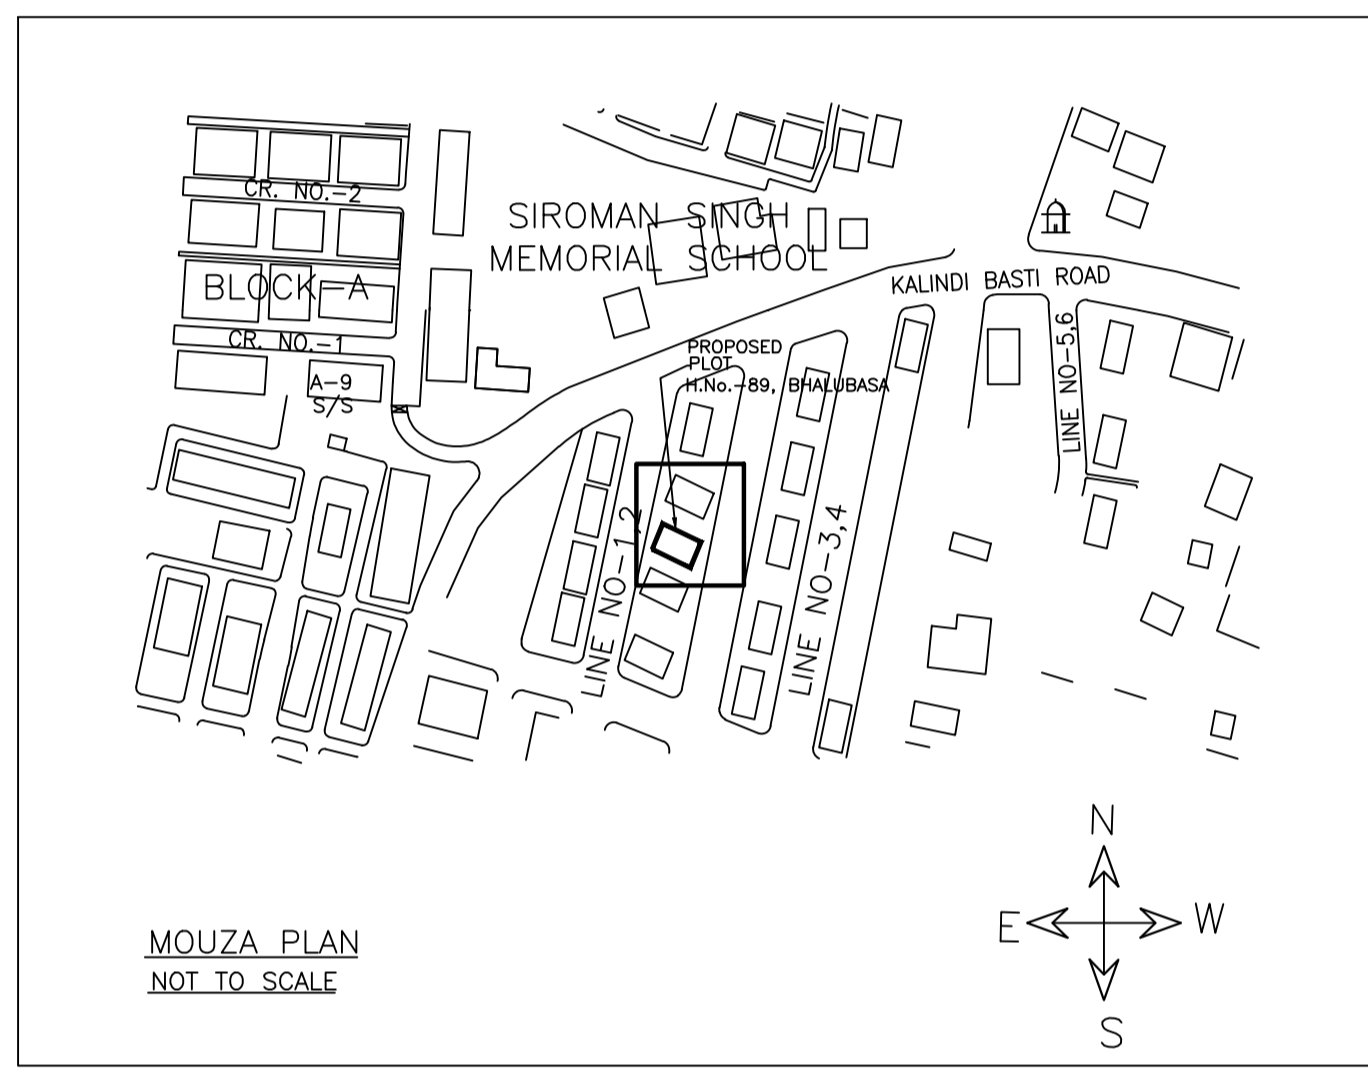 CR. NO.-2
SIROMAN SINGH
MEMORIAL SCHOOL
BLOCK-A
KALINDI BASTI ROAD
CR. NO.-1
PROPOSED
PLOT
H.No.-89, BHALUBASA
A-9
S/S
LINE NO-5,6
LINE NO-1,2
LINE NO-3,4
N
E
W
S
MOUZA PLAN
NOT TO SCALE